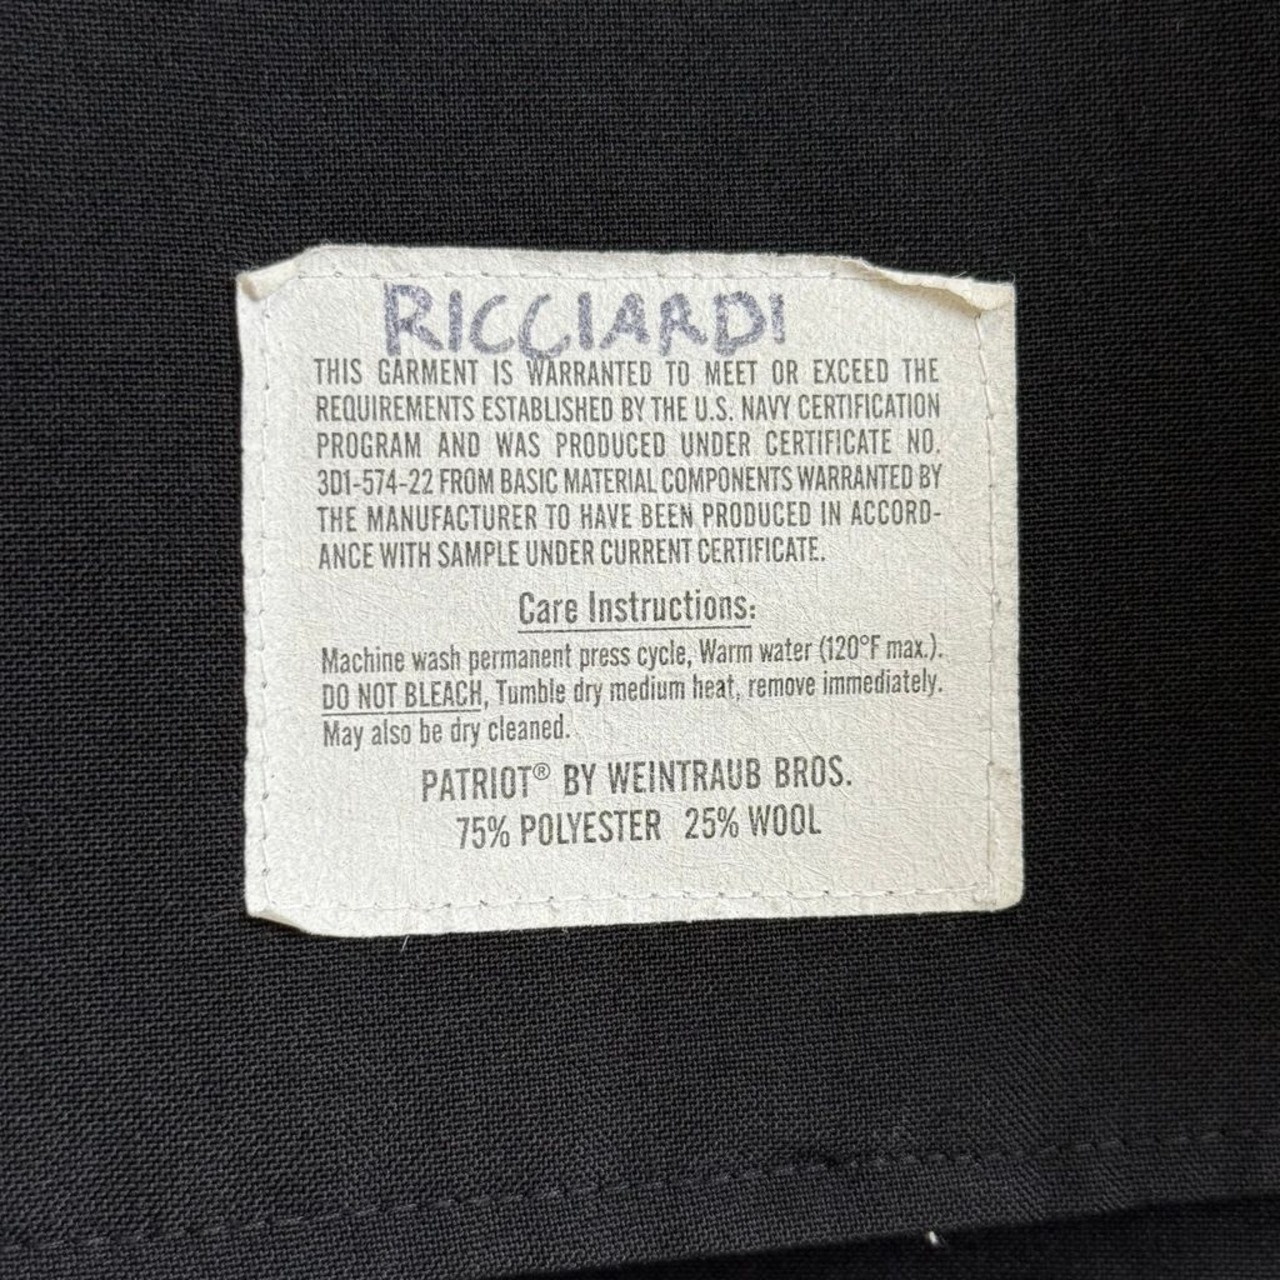 RICCIARDI
THIS GARMENT IS WARRANTED TO MEET OR EXCEED THE
REQUIREMENTS ESTABLISHED BY THE U.S. NAVY CERTIFICATION
PROGRAM AND WAS PRODUCED UNDER CERTIFICATE NO.
3D1-574-22 FROM BASIC MATERIAL COMPONENTS WARRANTED BY
THE MANUFACTURER TO HAVE BEEN PRODUCED IN ACCORD-
ANCE WITH SAMPLE UNDER CURRENT CERTIFICATE.
Care Instructions:
Machine wash permanent press cycle, Warm water (120°F max.).
DO NOT BLEACH, Tumble dry medium heat, remove immediately.
May also be dry cleaned.
PATRIOT® BY WEINTRAUB BROS.
75% POLYESTER 25% WOOL